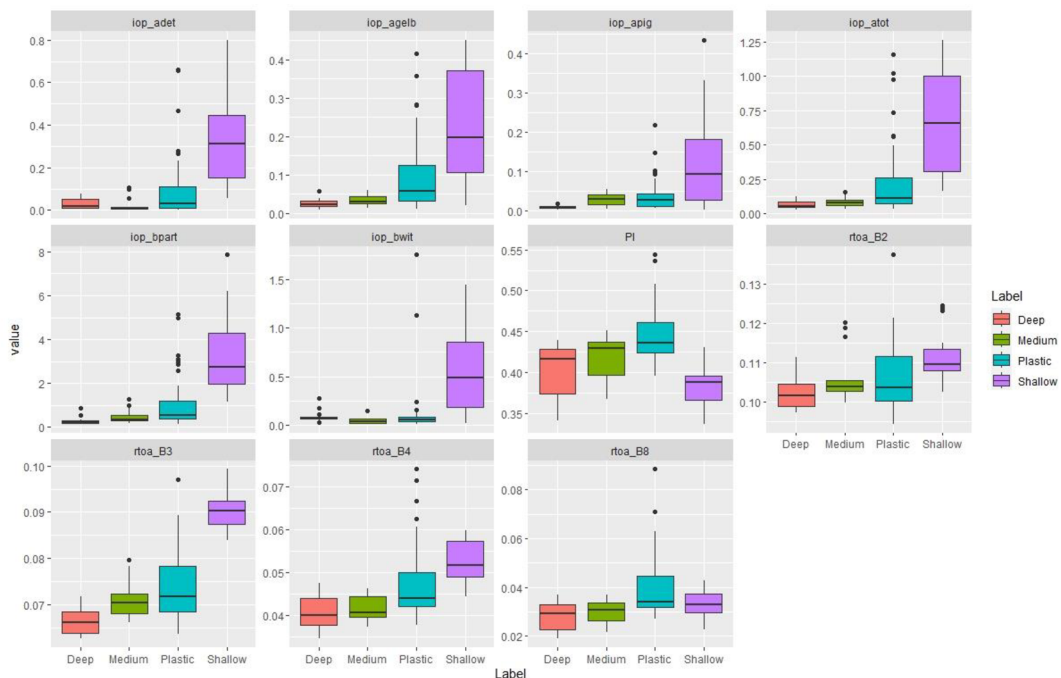 iop_adet iop_agelb iop_apig iop_atot
0.8 0.6 0.4 0.2 0.0
0.4 0.3 0.2 0.1 0.0
0.4 0.3 0.2 0.1 0.0
1.25 1.00 0.75 0.50 0.25 0.00
iop_bpart iop_bwit PI rtoa_B2
8 6 4 2 0
1.5 1.0 0.5 0.0
0.55 0.50 0.45 0.40 0.35
0.13 0.12 0.11 0.10
Deep Medium Plastic Shallow
rtoa_B3 rtoa_B4 rtoa_B8
0.10 0.09 0.08 0.07
0.07 0.06 0.05 0.04
0.08 0.06 0.04 0.02
Deep Medium Plastic Shallow Deep Medium Plastic Shallow Deep Medium Plastic Shallow
Label
value
Label
Deep
Medium
Plastic
Shallow